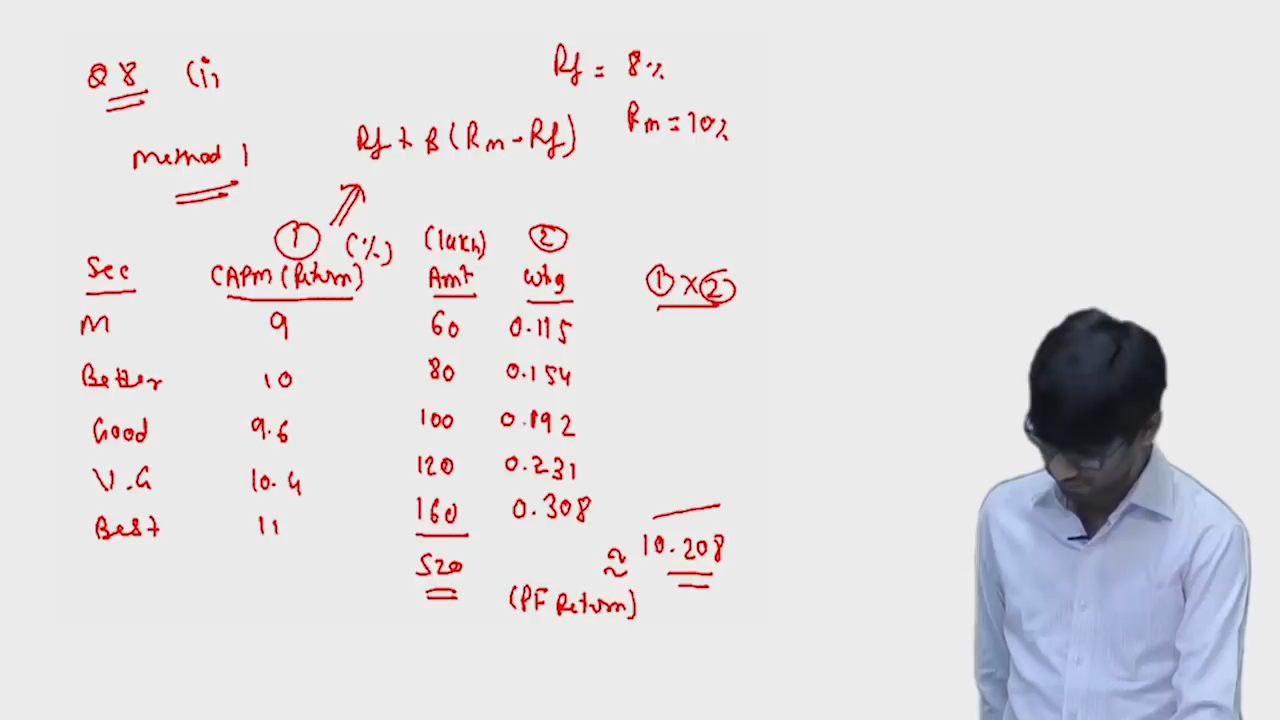 Q 8 (i)
Rf = 8%
Rm = 10%
Method 1
Rf + B (Rm - Rf)
① (%) (lakh) ②
Sec CAPM (Return) Amt wtg ① x ②
M 9 60 0.115
Better 10 80 0.154
Good 9.6 100 0.192
V.G 10.4 120 0.231
Best 11 160 0.308
520 ≈ 10.208
(PF Return)